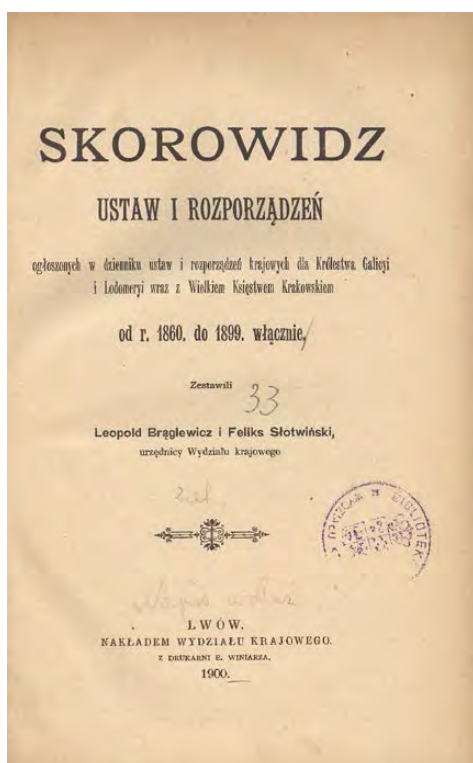 SKOROWIDZ
USTAW I ROZPORZĄDZEŃ
ogłoszonych w dzienniku ustaw i rozporządzeń krajowych dla Królestwa Galicyi
i Lodomeryi wraz z Wielkiem Księstwem Krakowskiem
od r. 1860. do 1899. włącznie.
Zestawili
33
Leopold Brąglewicz i Feliks Słotwiński,
urzędnicy Wydziału krajowego
LWÓW.
NAKŁADEM WYDZIAŁU KRAJOWEGO.
Z DRUKARNI E. WINIARZA.
1900.